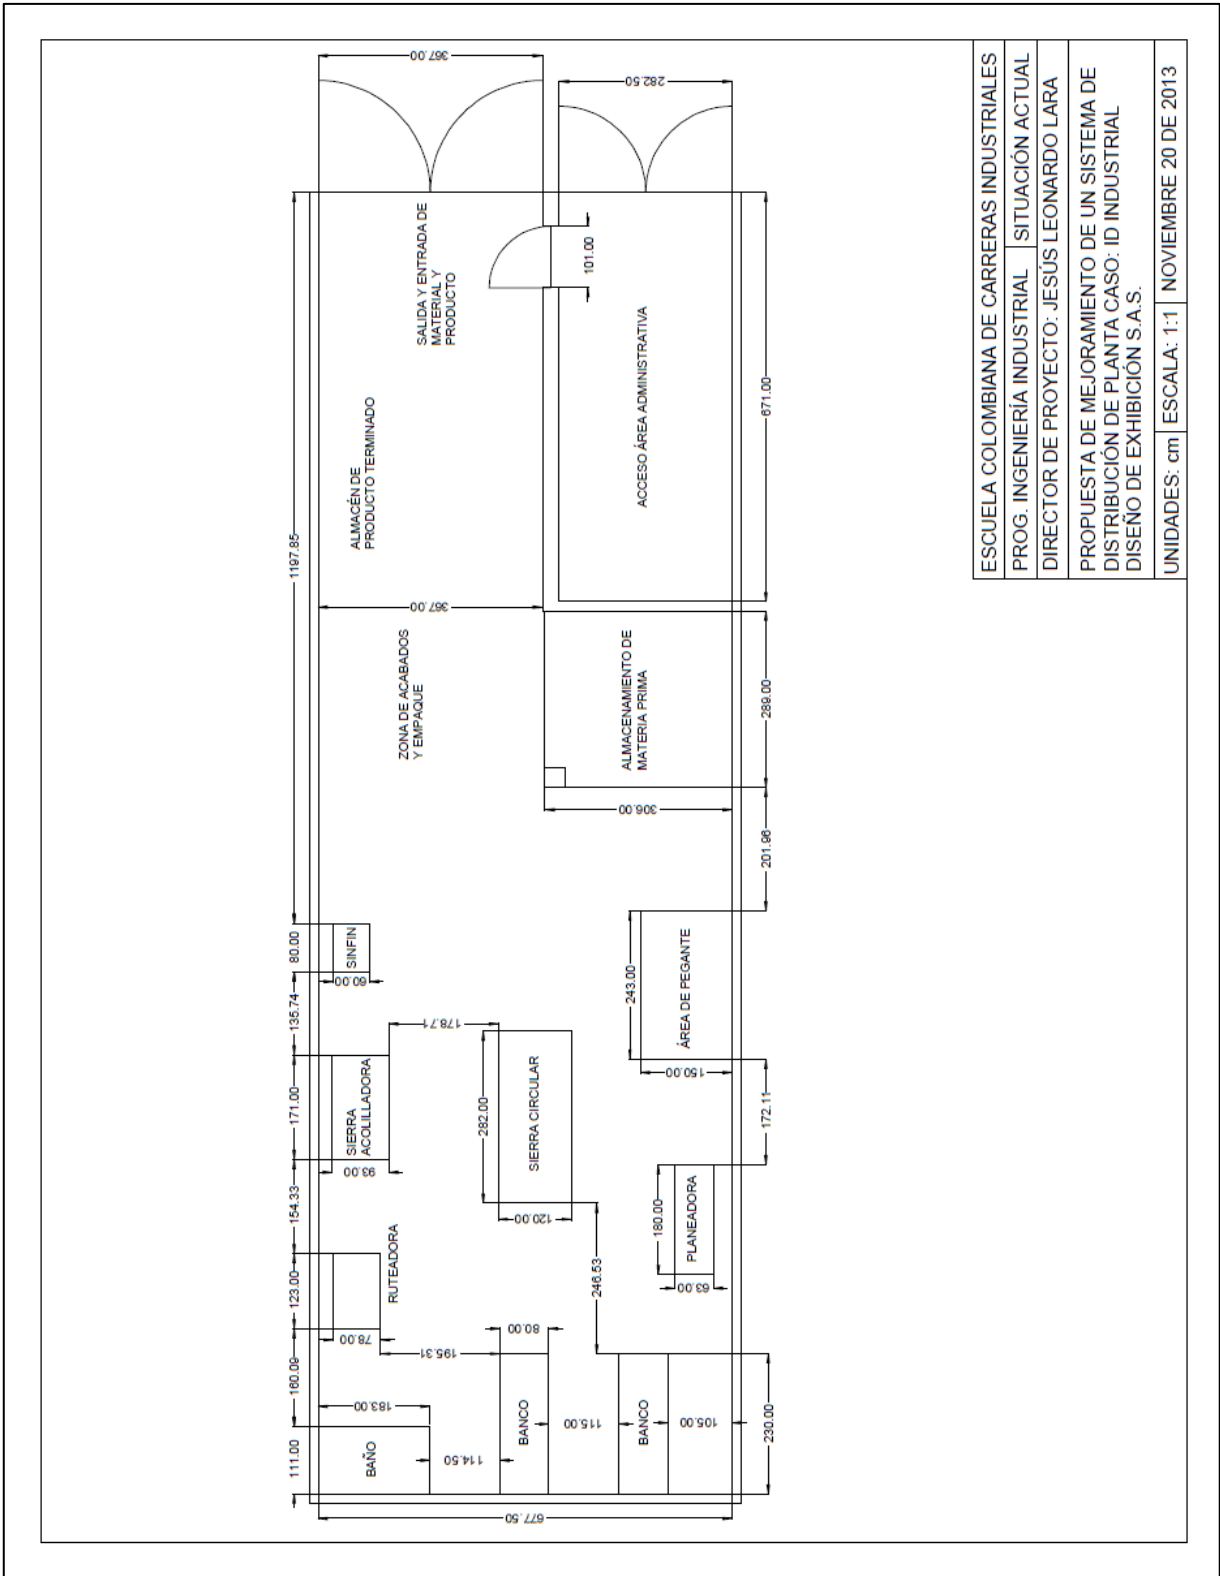 111.00
160.09
123.00
154.33
171.00
135.74
80.00
1197.85
677.50
183.00
BAÑO
78.00
RUTEADORA
93.00
SIERRA
ACOLILLADORA
60.00
SINFIN
ALMACÉN DE
PRODUCTO TERMINADO
367.00
367.00
ZONA DE ACABADOS
Y EMPAQUE
SALIDA Y ENTRADA DE
MATERIAL Y
PRODUCTO
114.50
195.31
178.71
80.00
BANCO
282.00
120.00
SIERRA CIRCULAR
115.00
246.53
101.00
282.50
BANCO
105.00
180.00
63.00
PLANEADORA
243.00
150.00
ÁREA DE PEGANTE
306.00
ALMACENAMIENTO DE
MATERIA PRIMA
ACCESO ÁREA ADMINISTRATIVA
230.00
172.11
201.96
289.00
671.00
ESCUELA COLOMBIANA DE CARRERAS INDUSTRIALES
PROG. INGENIERÍA INDUSTRIAL SITUACIÓN ACTUAL
DIRECTOR DE PROYECTO: JESÚS LEONARDO LARA
PROPUESTA DE MEJORAMIENTO DE UN SISTEMA DE
DISTRIBUCIÓN DE PLANTA CASO: ID INDUSTRIAL
DISEÑO DE EXHIBICIÓN S.A.S.
UNIDADES: cm ESCALA: 1:1 NOVIEMBRE 20 DE 2013